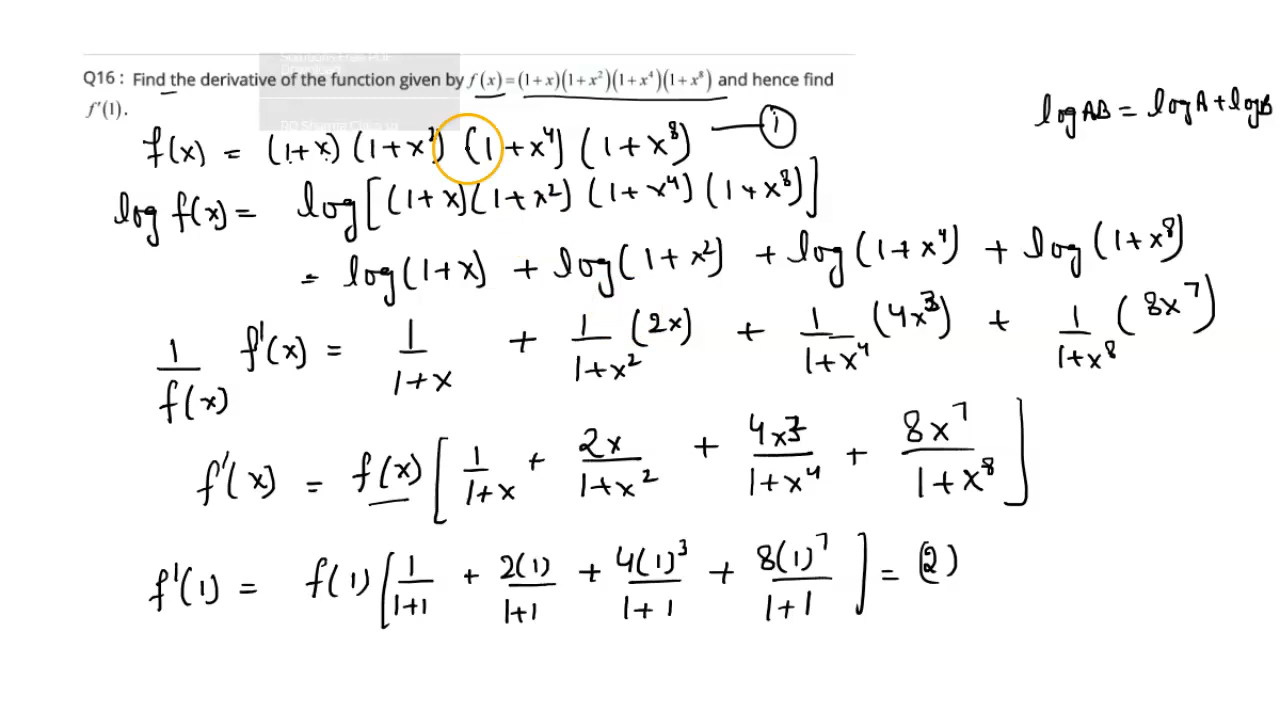 Q16 : Find the derivative of the function given by f (x) = (1+x)(1+x²)(1+x⁴)(1+x⁸) and hence find
f'(1).
log AB = log A + log B
f(x) = (1+x) (1+x²) (1+x⁴) (1+x⁸) — ①
log f(x) = log[(1+x)(1+x²) (1+x⁴) (1+x⁸)]
= log(1+x) + log(1+x²) + log(1+x⁴) + log(1+x⁸)
1/f(x) f'(x) = 1/(1+x) + 1/(1+x²) (2x) + 1/(1+x⁴) (4x³) + 1/(1+x⁸) (8x⁷)
f'(x) = f(x) [1/(1+x) + 2x/(1+x²) + 4x³/(1+x⁴) + 8x⁷/(1+x⁸)]
f'(1) = f(1) [1/(1+1) + 2(1)/(1+1) + 4(1)³/(1+1) + 8(1)⁷/(1+1)] = (2)